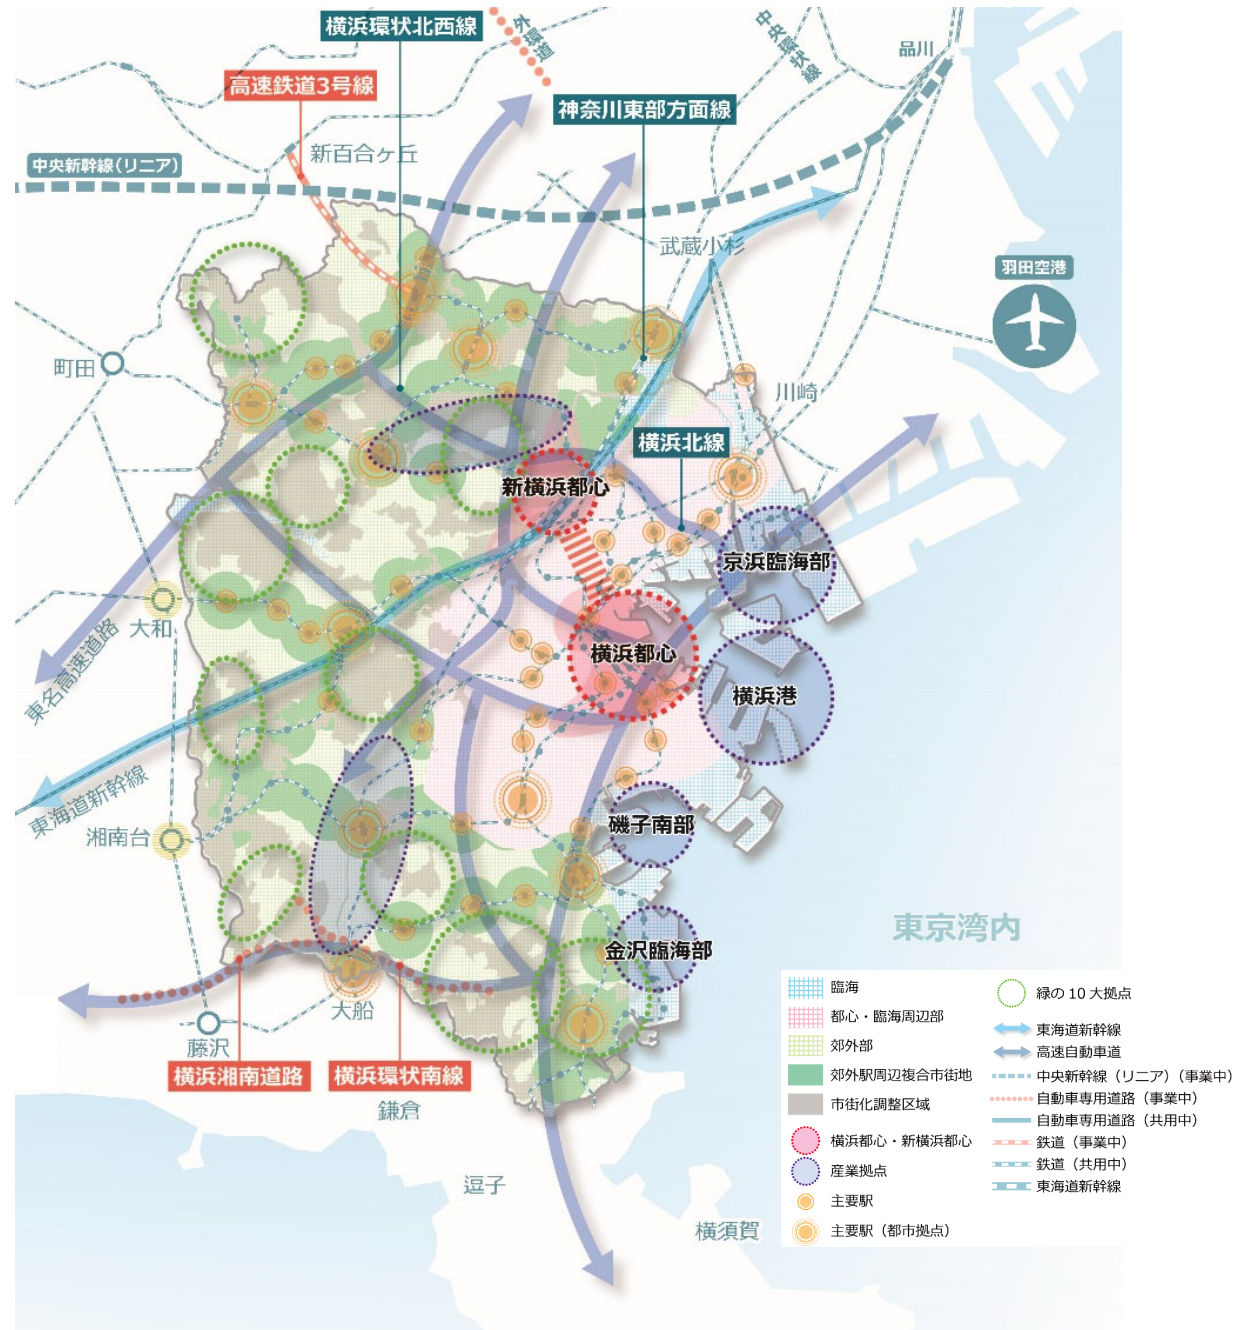 横浜環状北西線
外環道
中央環状線
品川
高速鉄道3号線
神奈川東部方面線
新百合ヶ丘
中央新幹線(リニア)
武蔵小杉
羽田空港
町田
川崎
横浜北線
新横浜都心
京浜臨海部
大和
東名高速道路
横浜都心
横浜港
東海道新幹線
湘南台
磯子南部
東京湾内
金沢臨海部
大船
藤沢
横浜湘南道路
横浜環状南線
鎌倉
逗子
横須賀
臨海
都心・臨海周辺部
郊外部
郊外駅周辺複合市街地
市街化調整区域
横浜都心・新横浜都心
産業拠点
主要駅
主要駅（都市拠点）
緑の10大拠点
東海道新幹線
高速自動車道
中央新幹線（リニア）（事業中）
自動車専用道路（事業中）
自動車専用道路（共用中）
鉄道（事業中）
鉄道（共用中）
東海道新幹線